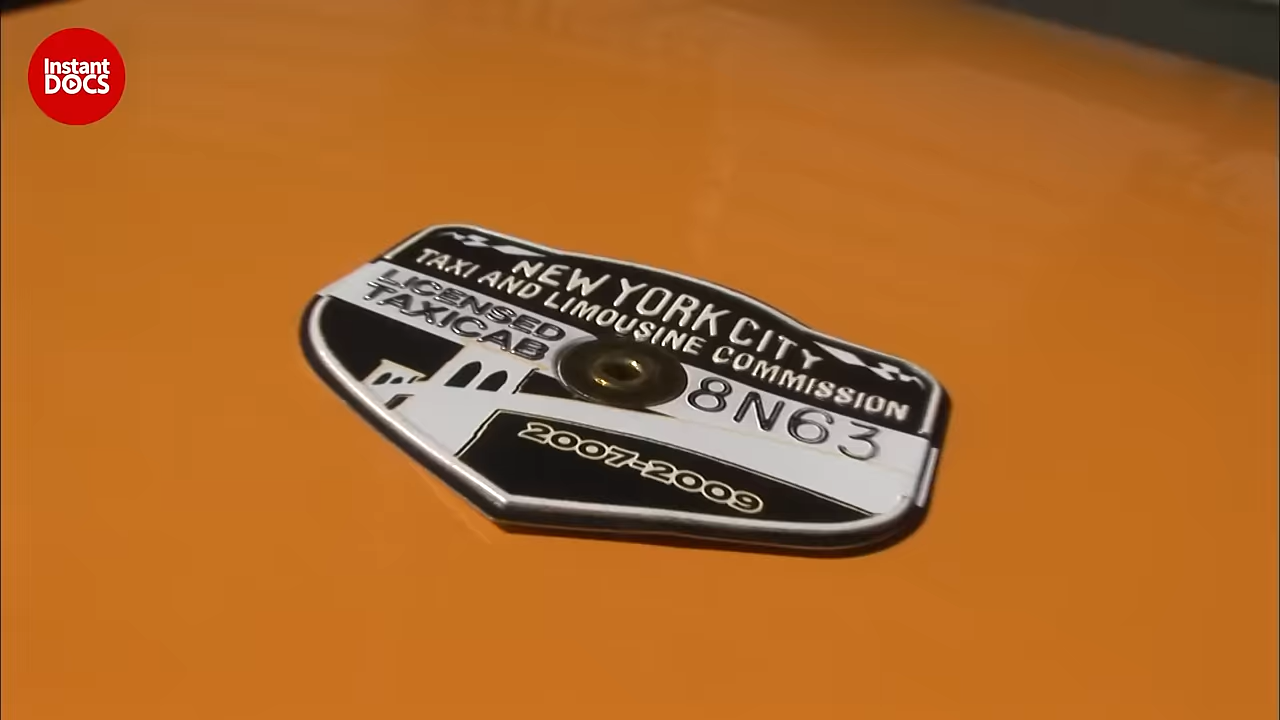 Instant
DOCS
NEW YORK CITY
TAXI AND LIMOUSINE COMMISSION
LICENSED
TAXICAB
8N63
2007-2009